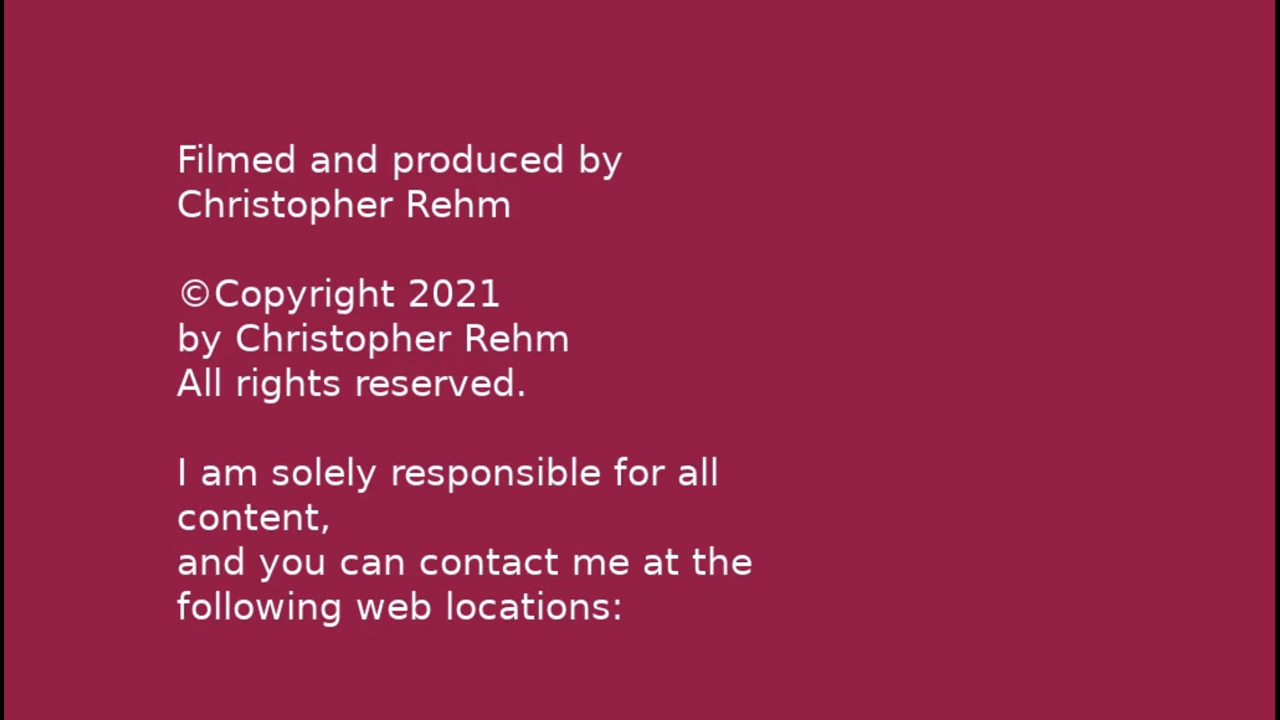 Filmed and produced by
Christopher Rehm
©Copyright 2021
by Christopher Rehm
All rights reserved.
I am solely responsible for all
content,
and you can contact me at the
following web locations: